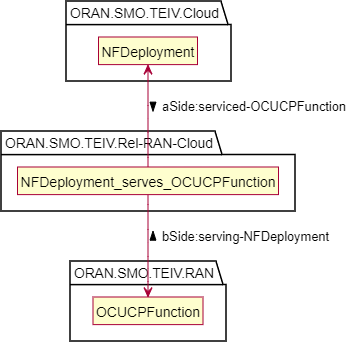 ORAN.SMO.TEIV.Cloud
NFDeployment
aSide:serviced-OCUCPFunction
ORAN.SMO.TEIV.Rel-RAN-Cloud
NFDeployment_serves_OCUCPFunction
bSide:serving-NFDeployment
ORAN.SMO.TEIV.RAN
OCUCPFunction